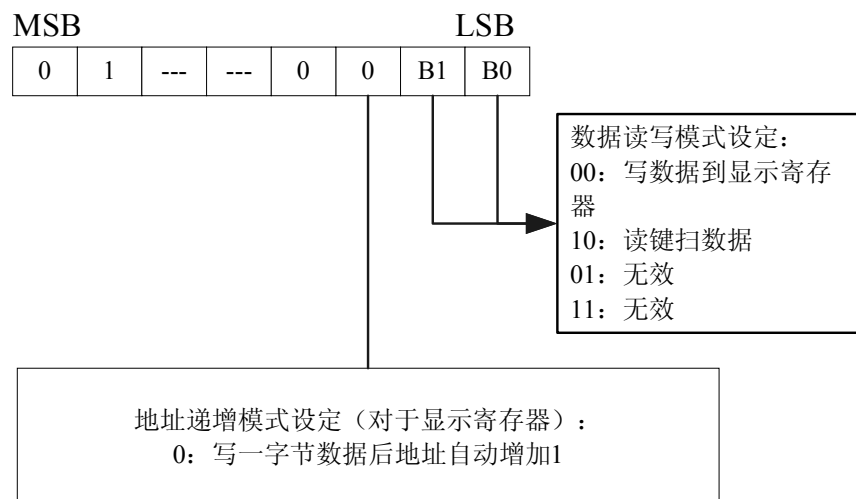 MSB LSB
0 1 --- --- 0 0 B1 B0
数据读写模式设定：
00：写数据到显示寄存
器
10：读键扫数据
01：无效
11：无效
地址递增模式设定（对于显示寄存器）：
0：写一字节数据后地址自动增加1